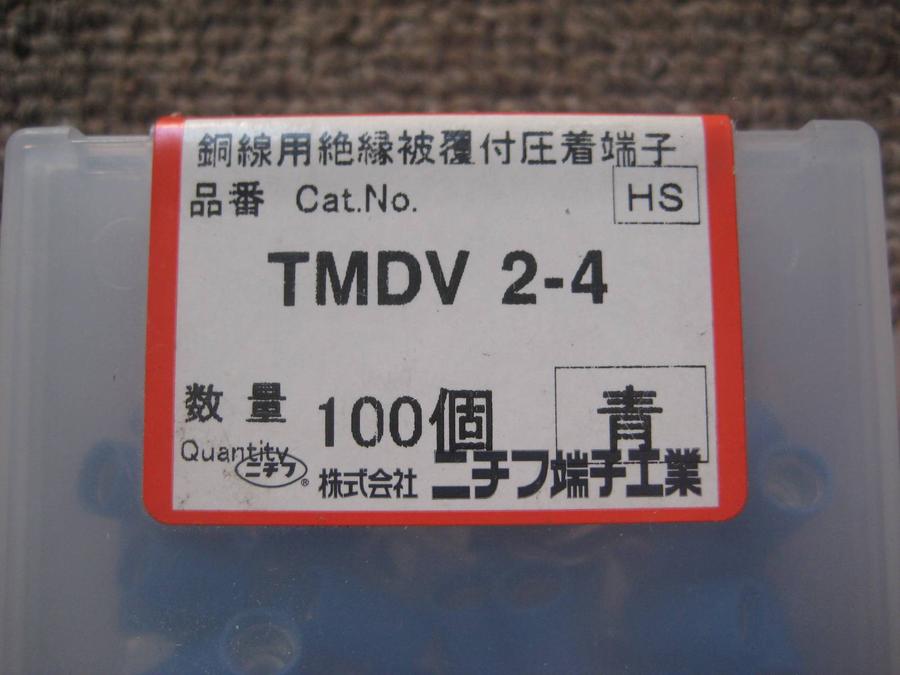 銅線用絶縁被覆付圧着端子
品番 Cat.No. HS
TMDV 2-4
数量 100個 青
Quantity
ニチフ® 株式会社 ニチフ端子工業